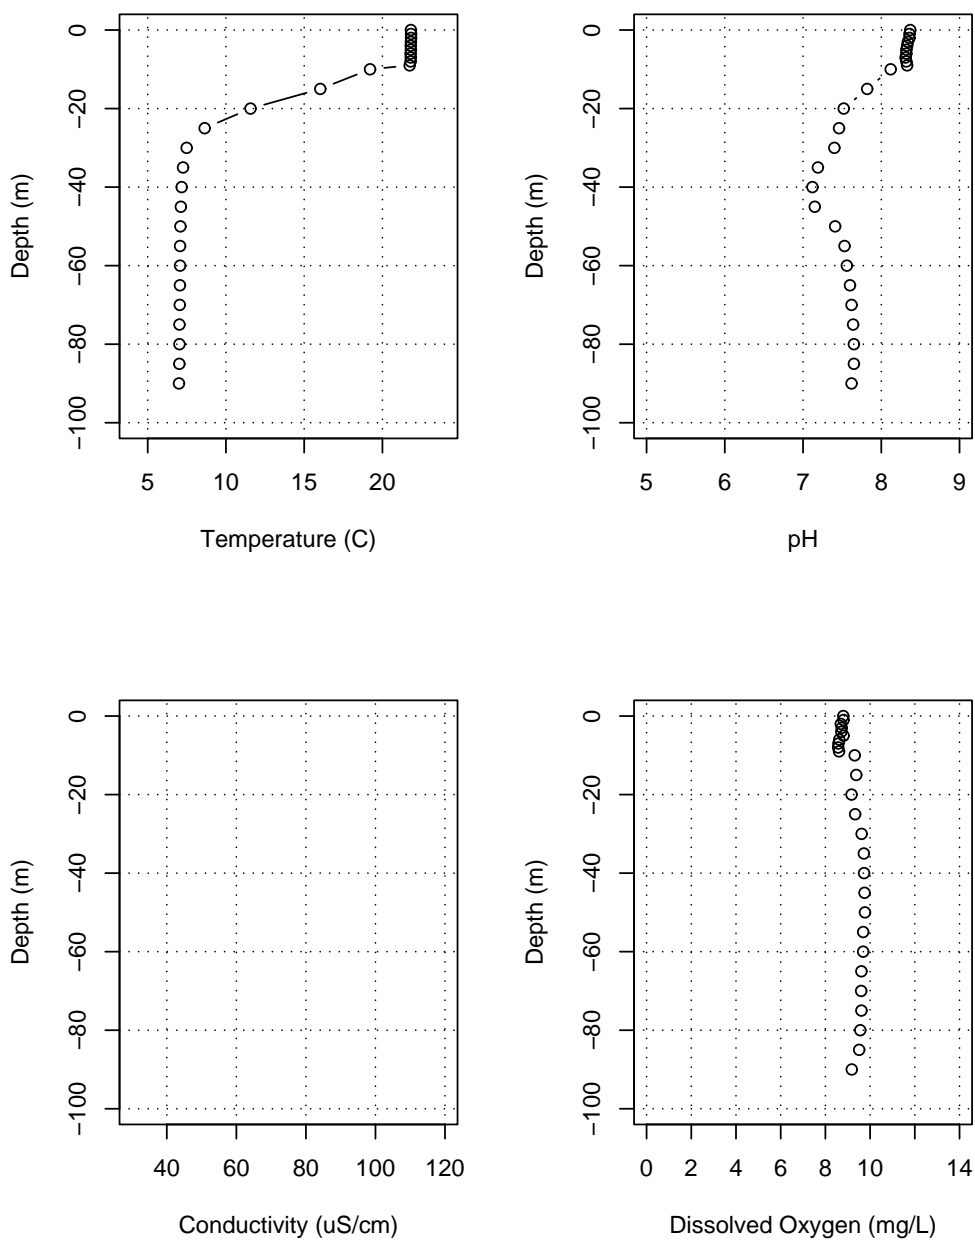 0
−20
−40
−60
−80
−100
Depth (m)
5 10 15 20
Temperature (C)
0
−20
−40
−60
−80
−100
Depth (m)
5 6 7 8 9
pH
0
−20
−40
−60
−80
−100
Depth (m)
40 60 80 100 120
Conductivity (uS/cm)
0
−20
−40
−60
−80
−100
Depth (m)
0 2 4 6 8 10 14
Dissolved Oxygen (mg/L)